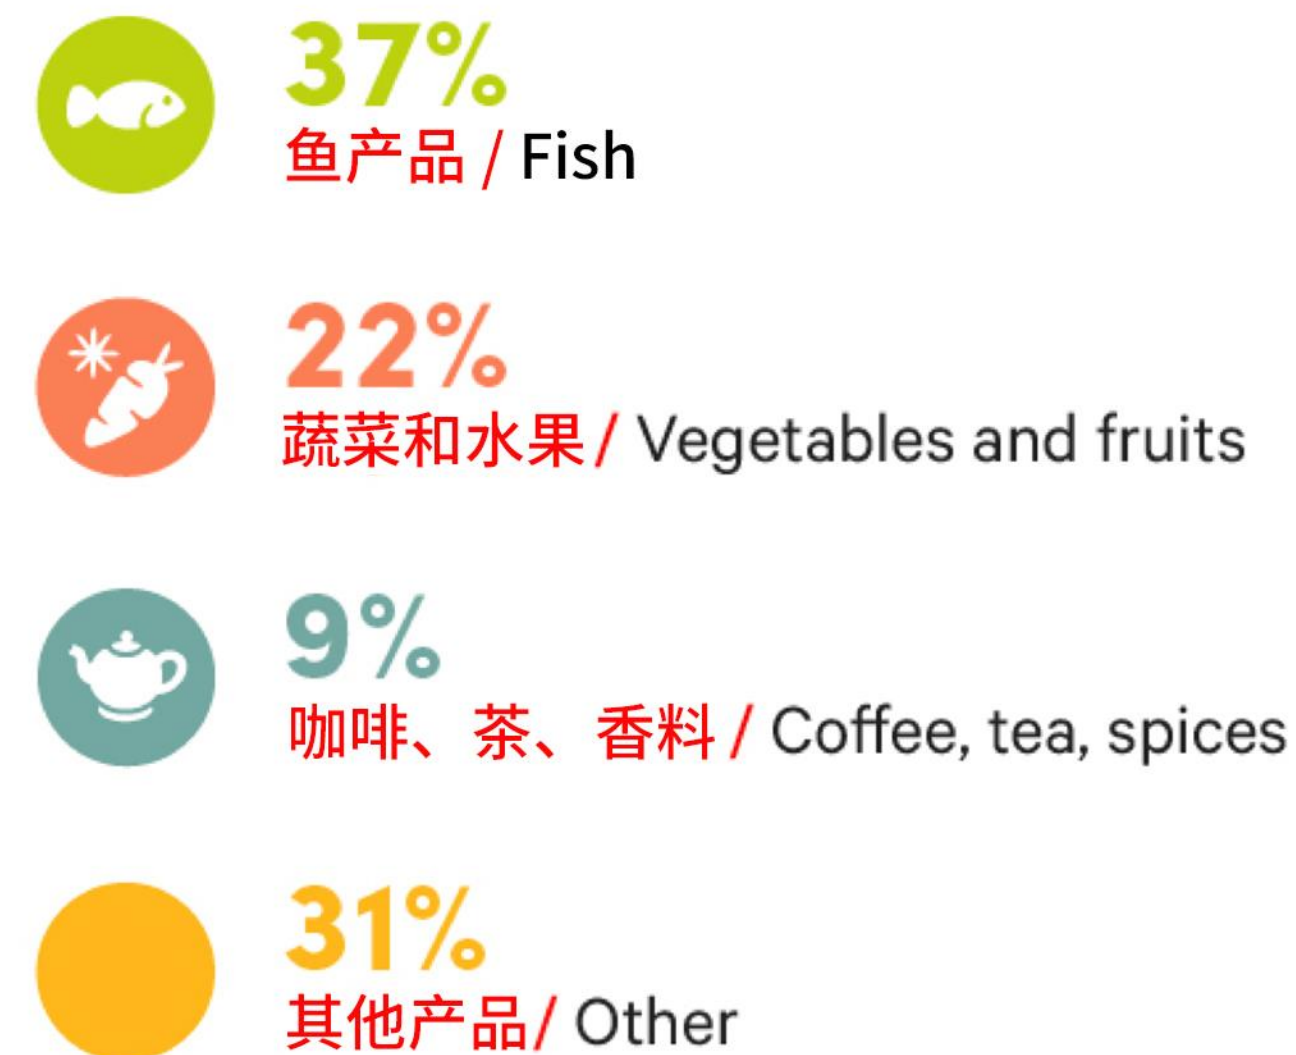 37%
鱼产品 / Fish
22%
蔬菜和水果 / Vegetables and fruits
9%
咖啡、茶、香料 / Coffee, tea, spices
31%
其他产品 / Other